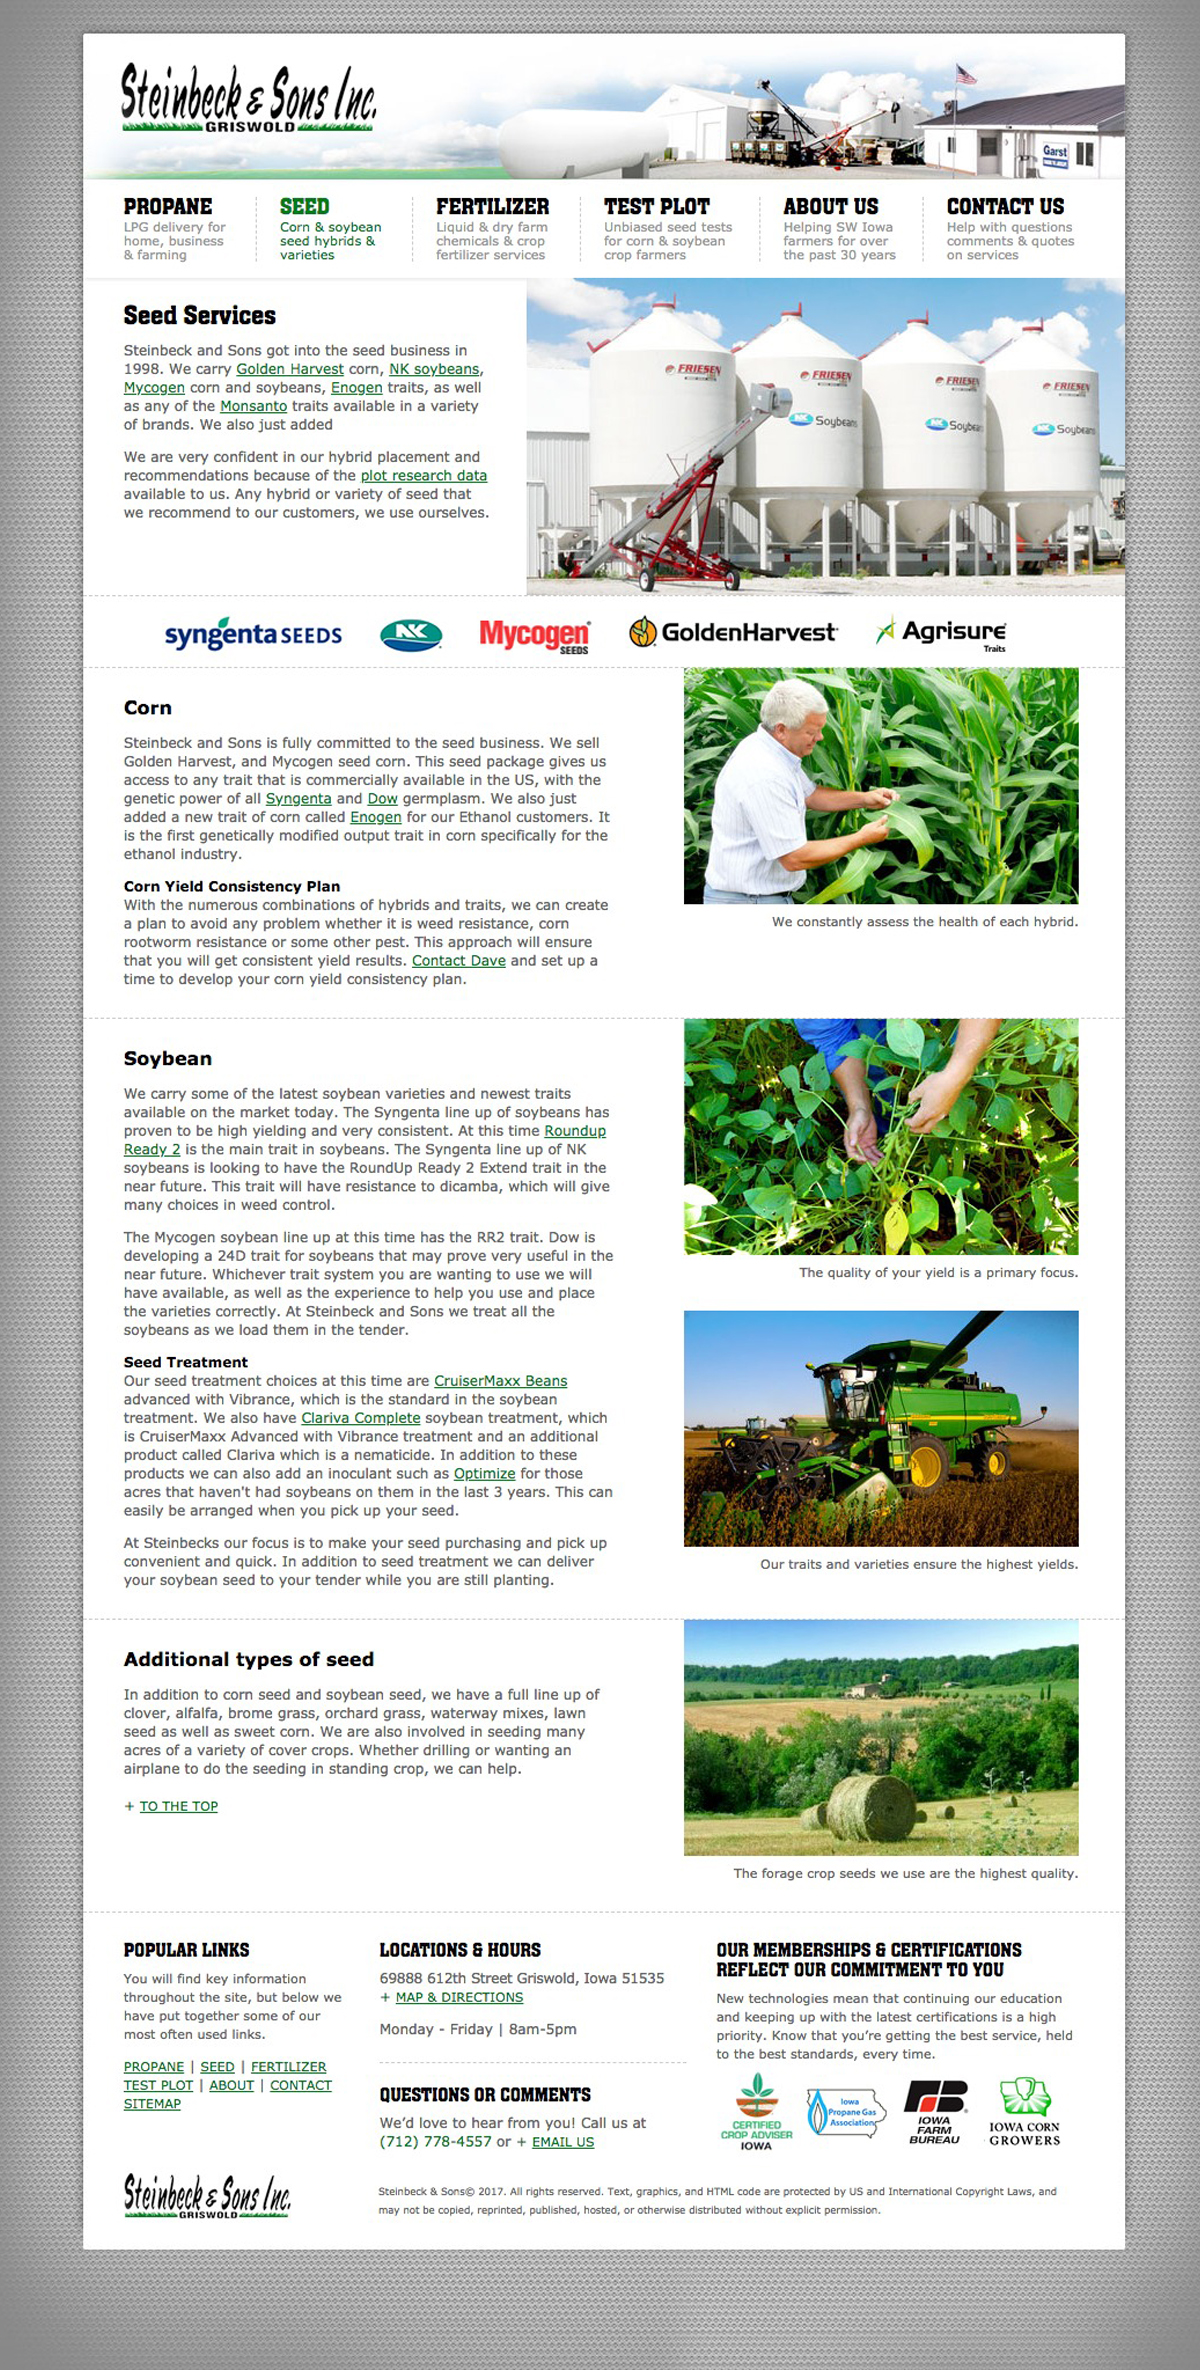 Steinbeck & Sons Inc.
GRISWOLD
Garst
PROPANE
LPG delivery for
home, business
& farming
SEED
Corn & soybean
seed hybrids &
varieties
FERTILIZER
Liquid & dry farm
chemicals & crop
fertilizer services
TEST PLOT
Unbiased seed tests
for corn & soybean
crop farmers
ABOUT US
Helping SW Iowa
farmers for over
the past 30 years
CONTACT US
Help with questions
comments & quotes
on services
Seed Services
Steinbeck and Sons got into the seed business in
1998. We carry Golden Harvest corn, NK soybeans,
Mycogen corn and soybeans, Enogen traits, as well
as any of the Monsanto traits available in a variety
of brands. We also just added
We are very confident in our hybrid placement and
recommendations because of the plot research data
available to us. Any hybrid or variety of seed that
we recommend to our customers, we use ourselves.
FRIESEN
FRIESEN
FRIESEN
FRIESEN
NK Soybeans
NK Soybeans
NK Soybeans
syngenta SEEDS
NK
Mycogen SEEDS
GoldenHarvest
Agrisure Traits
Corn
Steinbeck and Sons is fully committed to the seed business. We sell
Golden Harvest, and Mycogen seed corn. This seed package gives us
access to any trait that is commercially available in the US, with the
genetic power of all Syngenta and Dow germplasm. We also just
added a new trait of corn called Enogen for our Ethanol customers. It
is the first genetically modified output trait in corn specifically for the
ethanol industry.
Corn Yield Consistency Plan
With the numerous combinations of hybrids and traits, we can create
a plan to avoid any problem whether it is weed resistance, corn
rootworm resistance or some other pest. This approach will ensure
that you will get consistent yield results. Contact Dave and set up a
time to develop your corn yield consistency plan.
We constantly assess the health of each hybrid.
Soybean
We carry some of the latest soybean varieties and newest traits
available on the market today. The Syngenta line up of soybeans has
proven to be high yielding and very consistent. At this time Roundup
Ready 2 is the main trait in soybeans. The Syngenta line up of NK
soybeans is looking to have the RoundUp Ready 2 Extend trait in the
near future. This trait will have resistance to dicamba, which will give
many choices in weed control.
The Mycogen soybean line up at this time has the RR2 trait. Dow is
developing a 24D trait for soybeans that may prove very useful in the
near future. Whichever trait system you are wanting to use we will
have available, as well as the experience to help you use and place
the varieties correctly. At Steinbeck and Sons we treat all the
soybeans as we load them in the tender.
Seed Treatment
Our seed treatment choices at this time are CruiserMaxx Beans
advanced with Vibrance, which is the standard in the soybean
treatment. We also have Clariva Complete soybean treatment, which
is CruiserMaxx Advanced with Vibrance treatment and an additional
product called Clariva which is a nematicide. In addition to these
products we can also add an inoculant such as Optimize for those
acres that haven't had soybeans on them in the last 3 years. This can
easily be arranged when you pick up your seed.
At Steinbecks our focus is to make your seed purchasing and pick up
convenient and quick. In addition to seed treatment we can deliver
your soybean seed to your tender while you are still planting.
The quality of your yield is a primary focus.
Our traits and varieties ensure the highest yields.
Additional types of seed
In addition to corn seed and soybean seed, we have a full line up of
clover, alfalfa, brome grass, orchard grass, waterway mixes, lawn
seed as well as sweet corn. We are also involved in seeding many
acres of a variety of cover crops. Whether drilling or wanting an
airplane to do the seeding in standing crop, we can help.
+ TO THE TOP
The forage crop seeds we use are the highest quality.
POPULAR LINKS
You will find key information
throughout the site, but below we
have put together some of our
most often used links.
PROPANE | SEED | FERTILIZER
TEST PLOT | ABOUT | CONTACT
SITEMAP
LOCATIONS & HOURS
69888 612th Street Griswold, Iowa 51535
+ MAP & DIRECTIONS
Monday - Friday | 8am-5pm
QUESTIONS OR COMMENTS
We'd love to hear from you! Call us at
(712) 778-4557 or + EMAIL US
OUR MEMBERSHIPS & CERTIFICATIONS
REFLECT OUR COMMITMENT TO YOU
New technologies mean that continuing our education
and keeping up with the latest certifications is a high
priority. Know that you're getting the best service, held
to the best standards, every time.
CERTIFIED
CROP ADVISER
IOWA
Iowa
Propane Gas
Association
FB
IOWA
FARM
BUREAU
IOWA CORN
GROWERS
Steinbeck & Sons Inc.
GRISWOLD
Steinbeck & Sons© 2017. All rights reserved. Text, graphics, and HTML code are protected by US and International Copyright Laws, and
may not be copied, reprinted, published, hosted, or otherwise distributed without explicit permission.